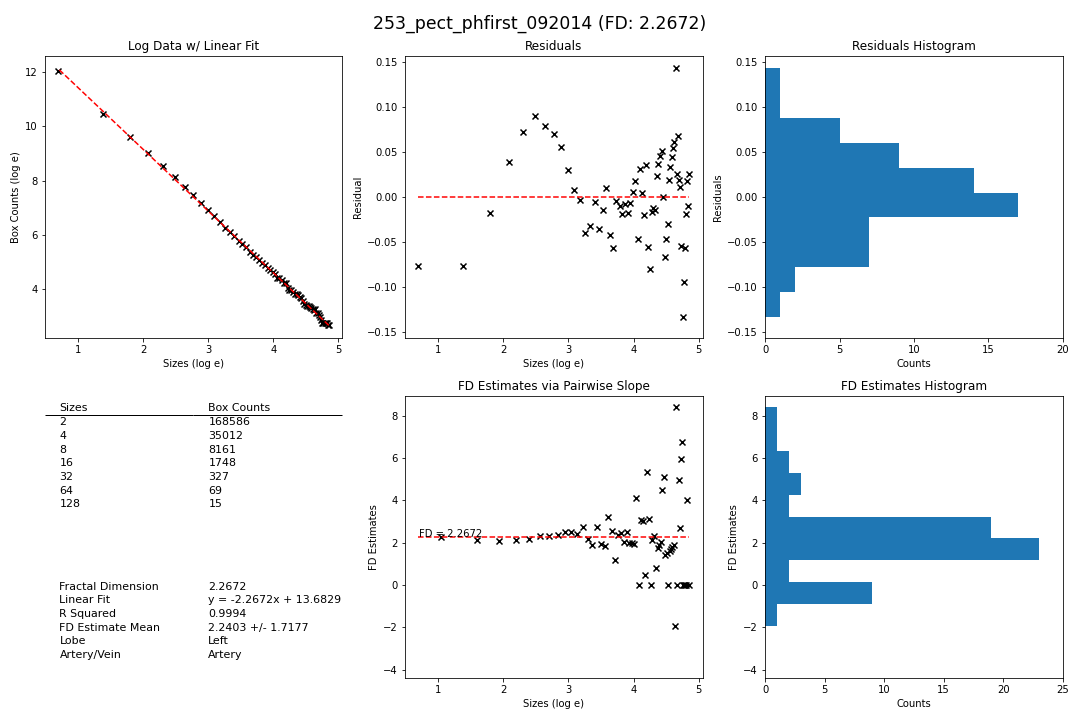 253_pect_phfirst_092014 (FD: 2.2672)
Log Data w/ Linear Fit
Box Counts (log e)
12
10
8
6
4
1 2 3 4 5
Sizes (log e)
Residuals
Residual
0.15
0.10
0.05
0.00
−0.05
−0.10
−0.15
1 2 3 4 5
Sizes (log e)
Residuals Histogram
Residuals
0.15
0.10
0.05
0.00
−0.05
−0.10
−0.15
0 5 10 15 20
Counts
Sizes Box Counts
2 168586
4 35012
8 8161
16 1748
32 327
64 69
128 15
Fractal Dimension 2.2672
Linear Fit y = -2.2672x + 13.6829
R Squared 0.9994
FD Estimate Mean 2.2403 +/- 1.7177
Lobe Left
Artery/Vein Artery
FD Estimates via Pairwise Slope
FD Estimates
8
6
4
2
0
−2
−4
FD = 2.2672
1 2 3 4 5
Sizes (log e)
FD Estimates Histogram
FD Estimates
8
6
4
2
0
−2
−4
0 5 10 15 20 25
Counts